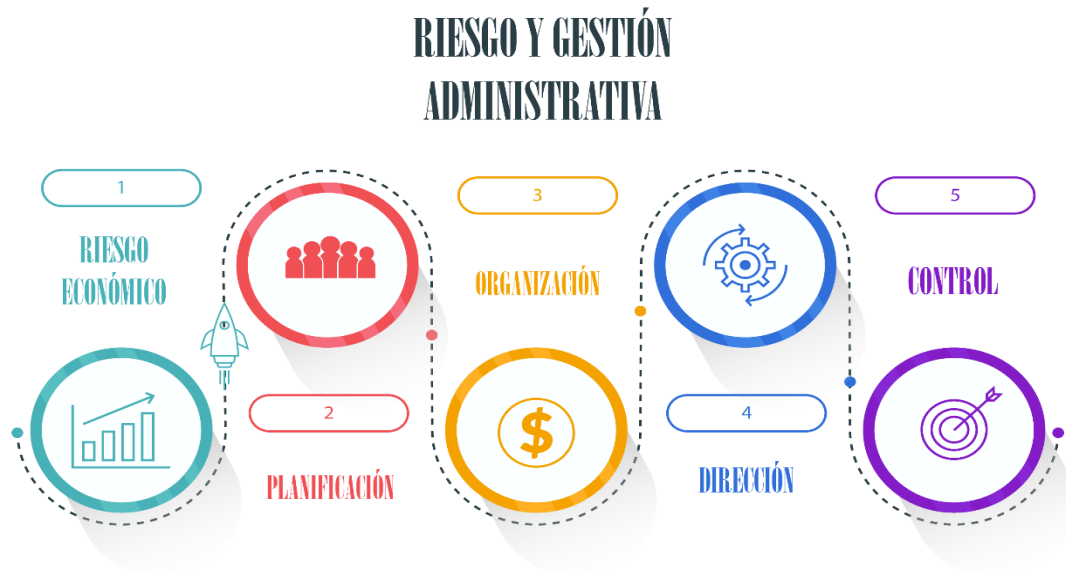 RIESGO Y GESTIÓN
ADMINISTRATIVA
1
RIESGO
ECONÓMICO
2
PLANIFICACIÓN
3
ORGANIZACIÓN
$
4
DIRECCIÓN
5
CONTROL